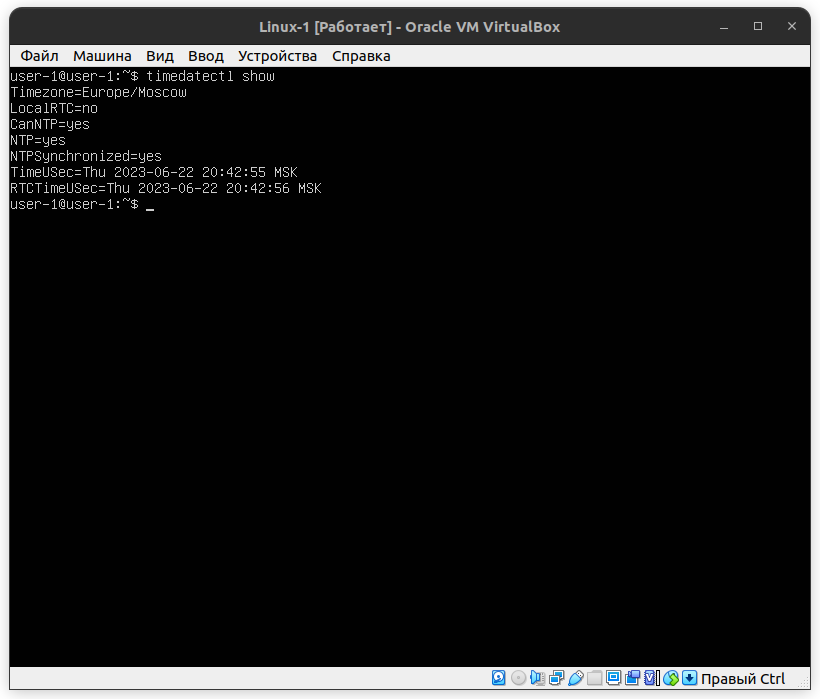 Linux-1 [Работает] - Oracle VM VirtualBox
Файл Машина Вид Ввод Устройства Справка
user-1@user-1:~$ timedatectl show
Timezone=Europe/Moscow
LocalRTC=no
CanNTP=yes
NTP=yes
NTPSynchronized=yes
TimeUSec=Thu 2023-06-22 20:42:55 MSK
RTCTimeUSec=Thu 2023-06-22 20:42:56 MSK
user-1@user-1:~$ _
Правый Ctrl